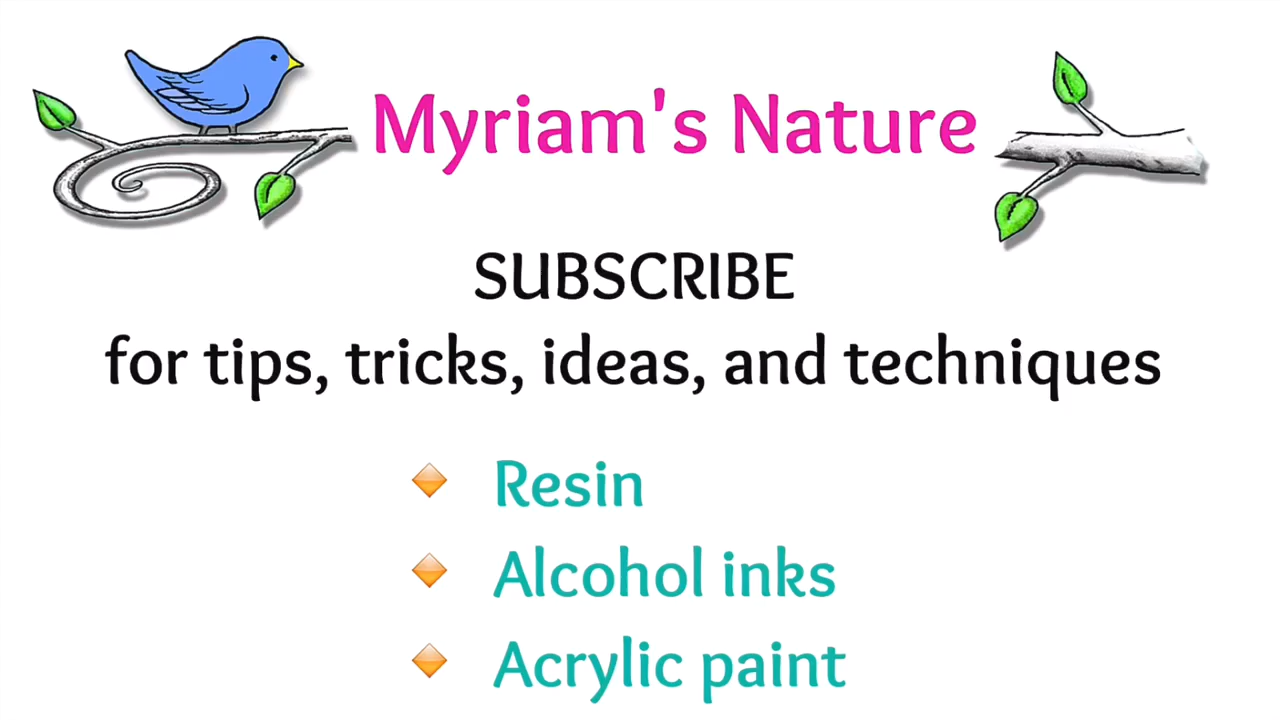 Myriam's Nature
SUBSCRIBE
for tips, tricks, ideas, and techniques
Resin
Alcohol inks
Acrylic paint